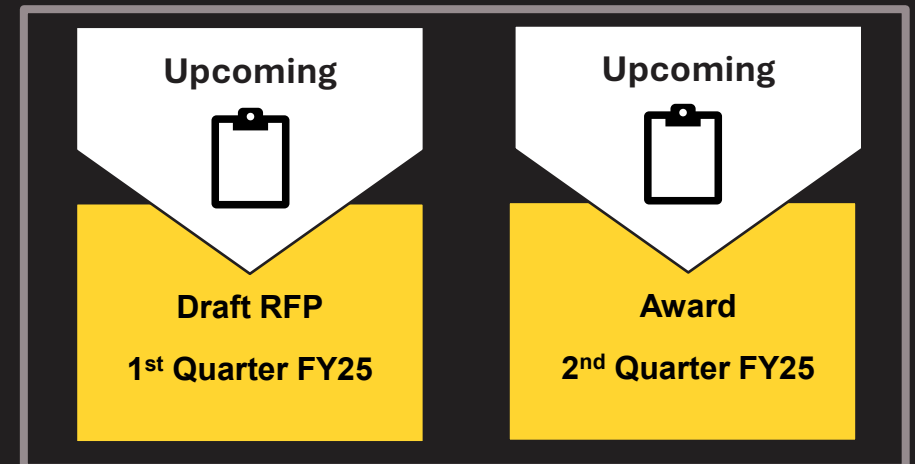 Upcoming
Draft RFP
1st Quarter FY25
Upcoming
Award
2nd Quarter FY25